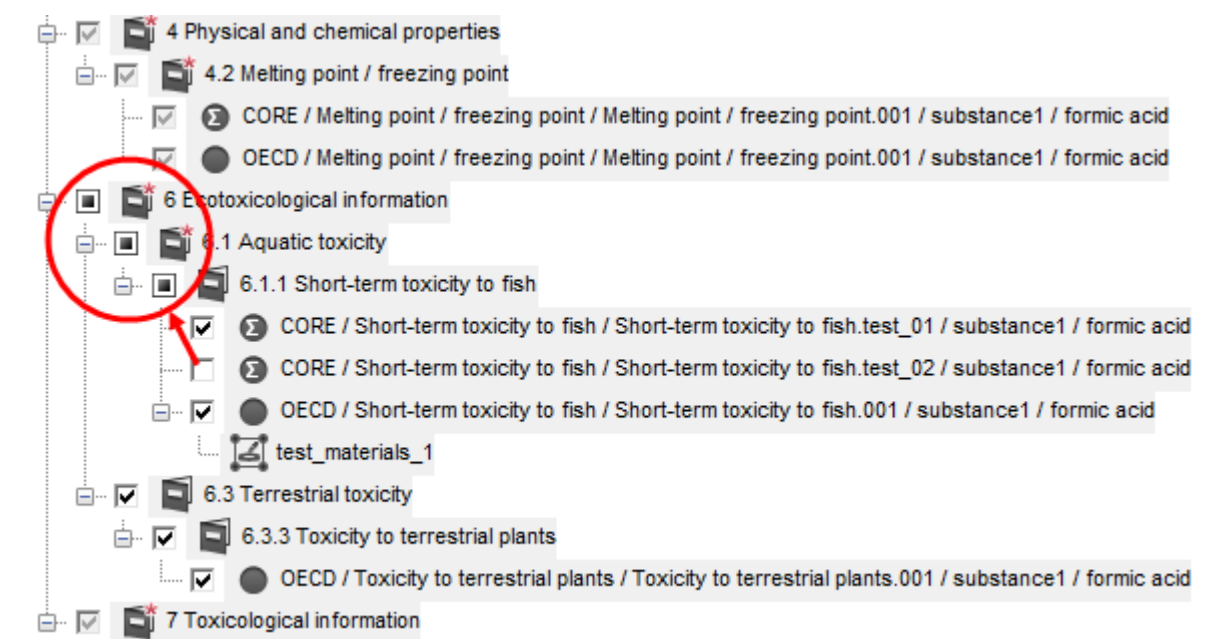 4 Physical and chemical properties
4.2 Melting point / freezing point
CORE / Melting point / freezing point / Melting point / freezing point.001 / substance1 / formic acid
OECD / Melting point / freezing point / Melting point / freezing point.001 / substance1 / formic acid
6 Ecotoxicological information
6.1 Aquatic toxicity
6.1.1 Short-term toxicity to fish
CORE / Short-term toxicity to fish / Short-term toxicity to fish.test_01 / substance1 / formic acid
CORE / Short-term toxicity to fish / Short-term toxicity to fish.test_02 / substance1 / formic acid
OECD / Short-term toxicity to fish / Short-term toxicity to fish.001 / substance1 / formic acid
test_materials_1
6.3 Terrestrial toxicity
6.3.3 Toxicity to terrestrial plants
OECD / Toxicity to terrestrial plants / Toxicity to terrestrial plants.001 / substance1 / formic acid
7 Toxicological information